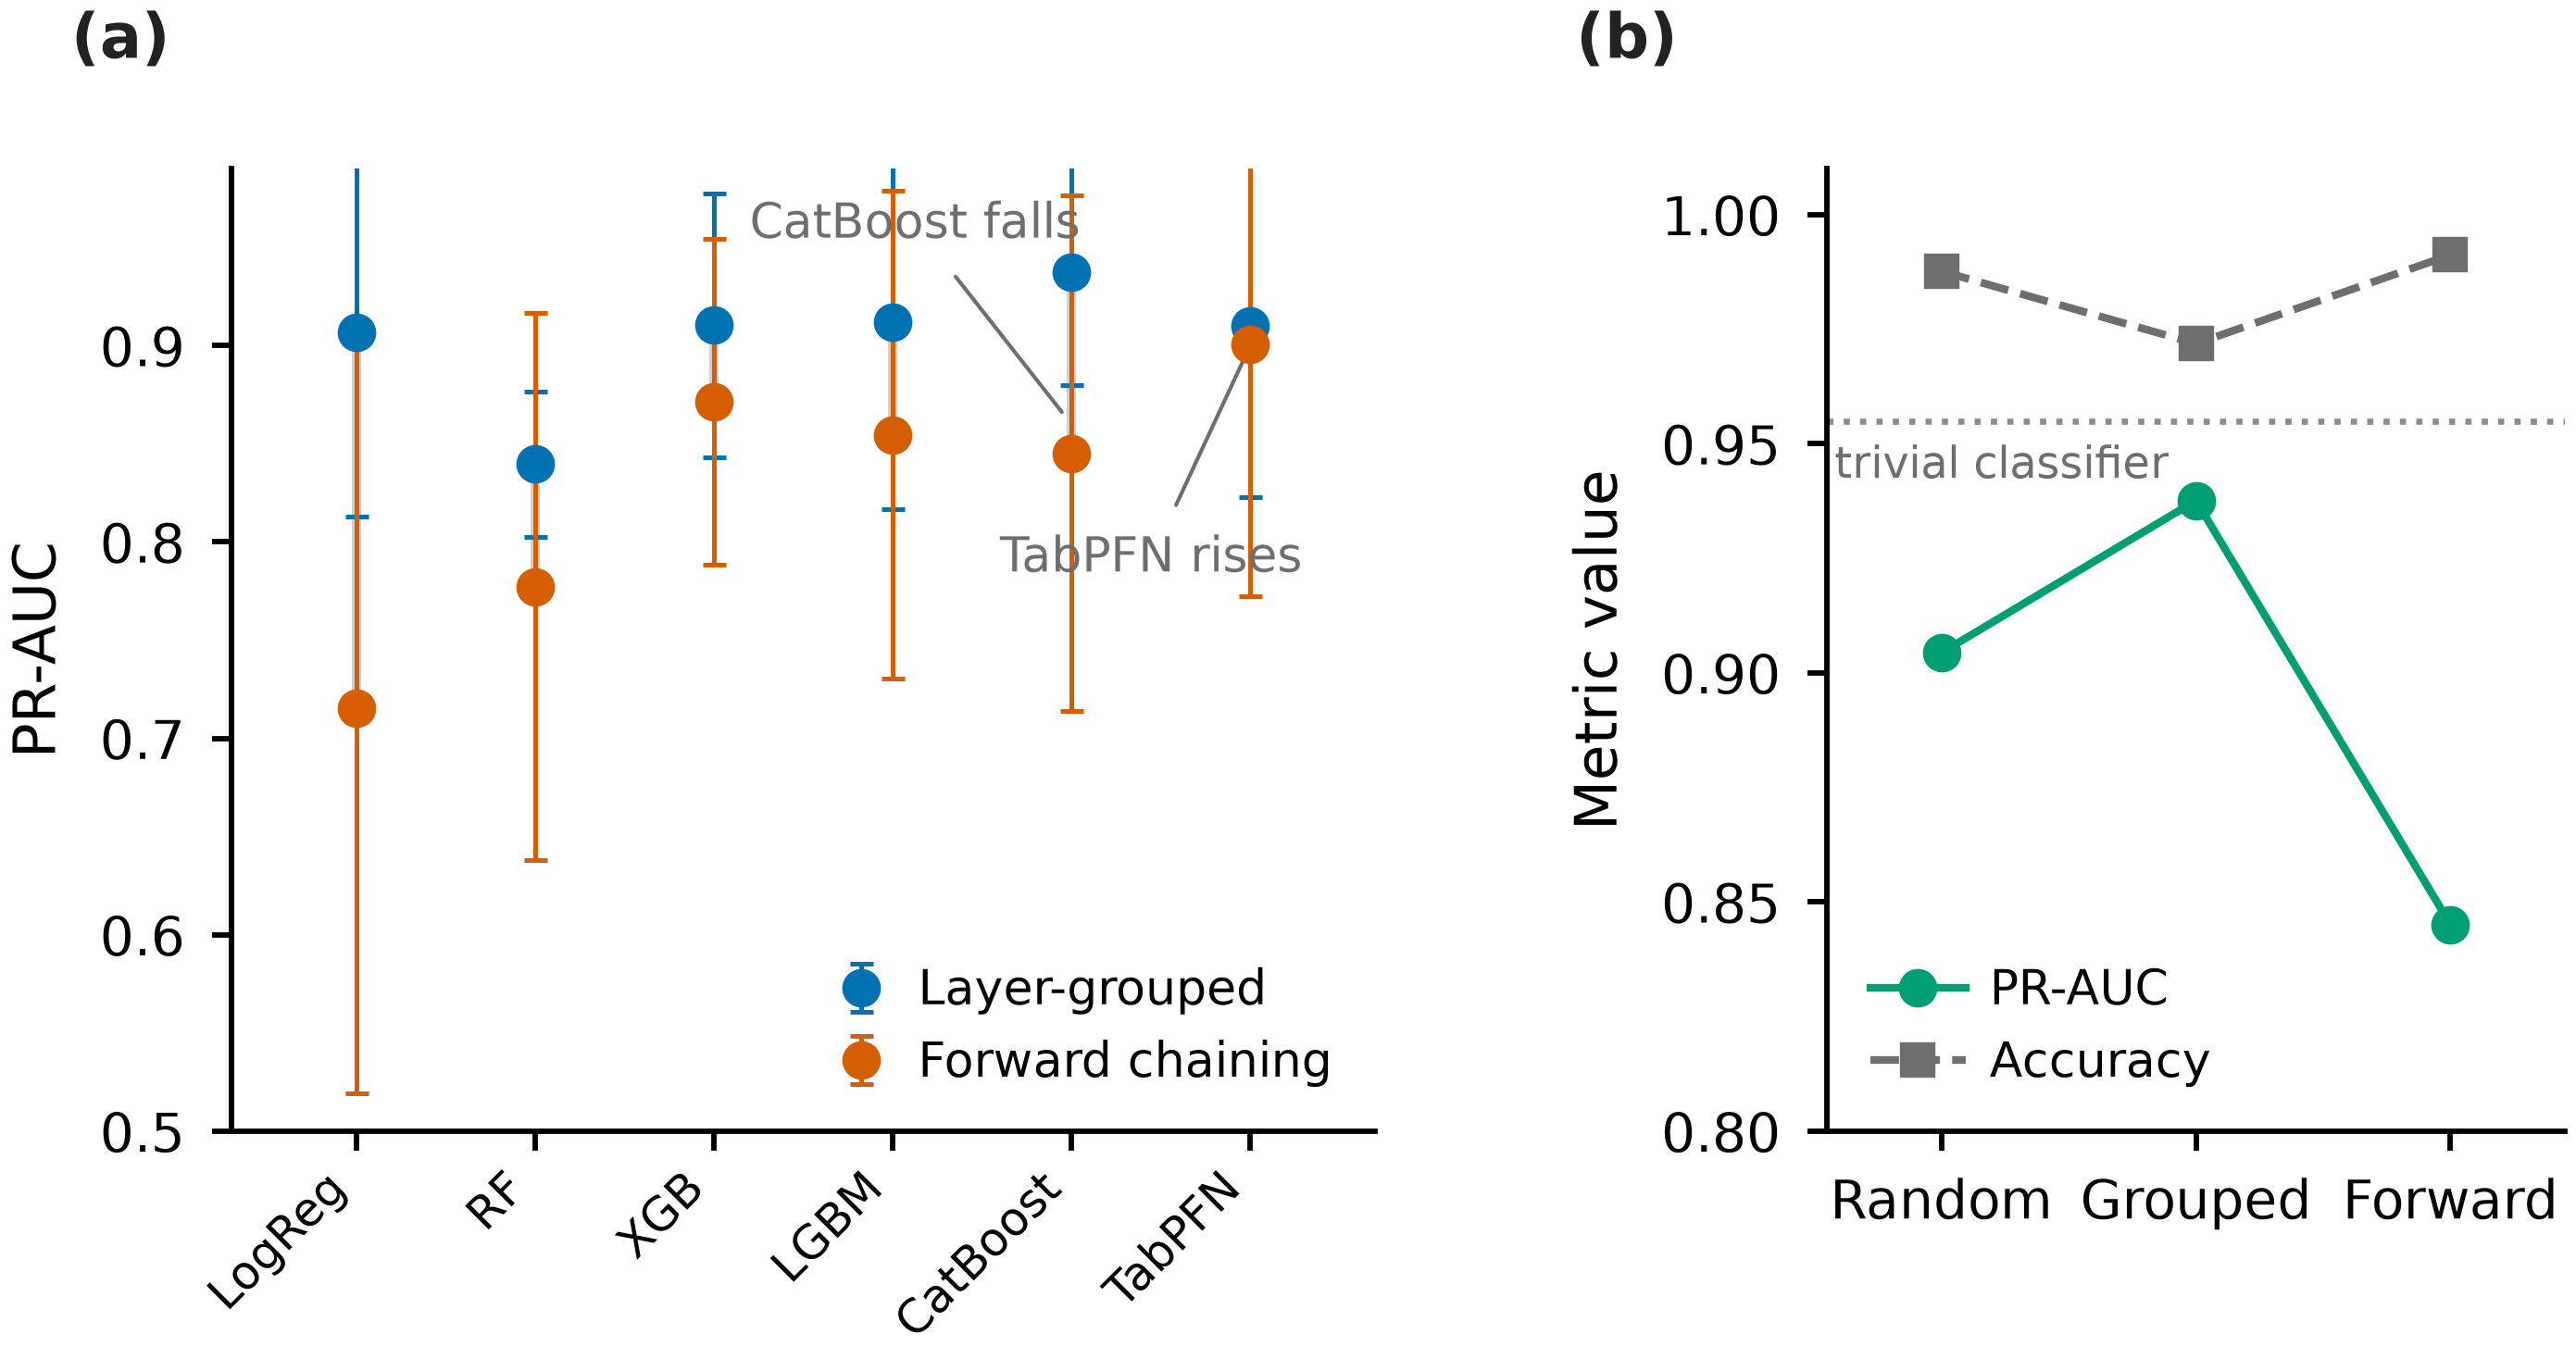 (a)
PR-AUC
0.9
0.8
0.7
0.6
0.5
CatBoost falls
TabPFN rises
Layer-grouped
Forward chaining
LogReg
RF
XGB
LGBM
CatBoost
TabPFN
(b)
Metric value
1.00
0.95
0.90
0.85
0.80
trivial classifier
PR-AUC
Accuracy
Random
Grouped
Forward